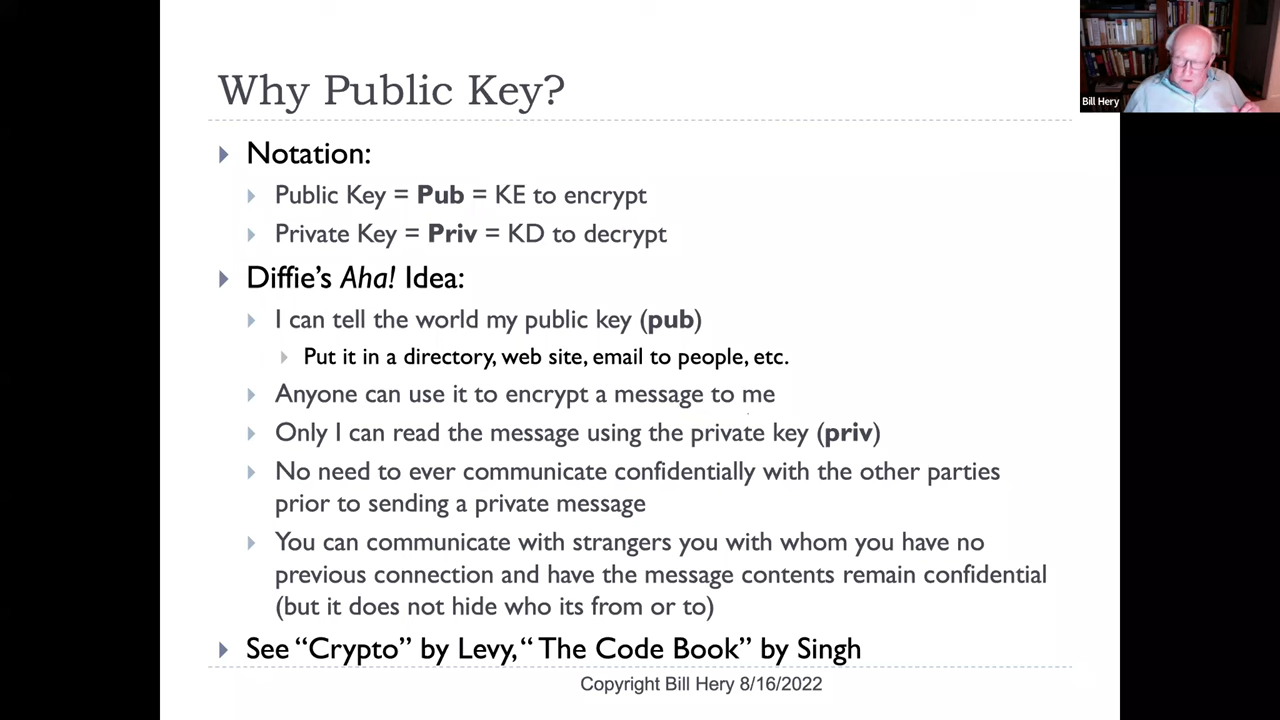 Why Public Key?
Bill Hery
Notation:
Public Key = Pub = KE to encrypt
Private Key = Priv = KD to decrypt
Diffie's Aha! Idea:
I can tell the world my public key (pub)
Put it in a directory, web site, email to people, etc.
Anyone can use it to encrypt a message to me
Only I can read the message using the private key (priv)
No need to ever communicate confidentially with the other parties
prior to sending a private message
You can communicate with strangers you with whom you have no
previous connection and have the message contents remain confidential
(but it does not hide who its from or to)
See “Crypto” by Levy, “ The Code Book” by Singh
Copyright Bill Hery 8/16/2022